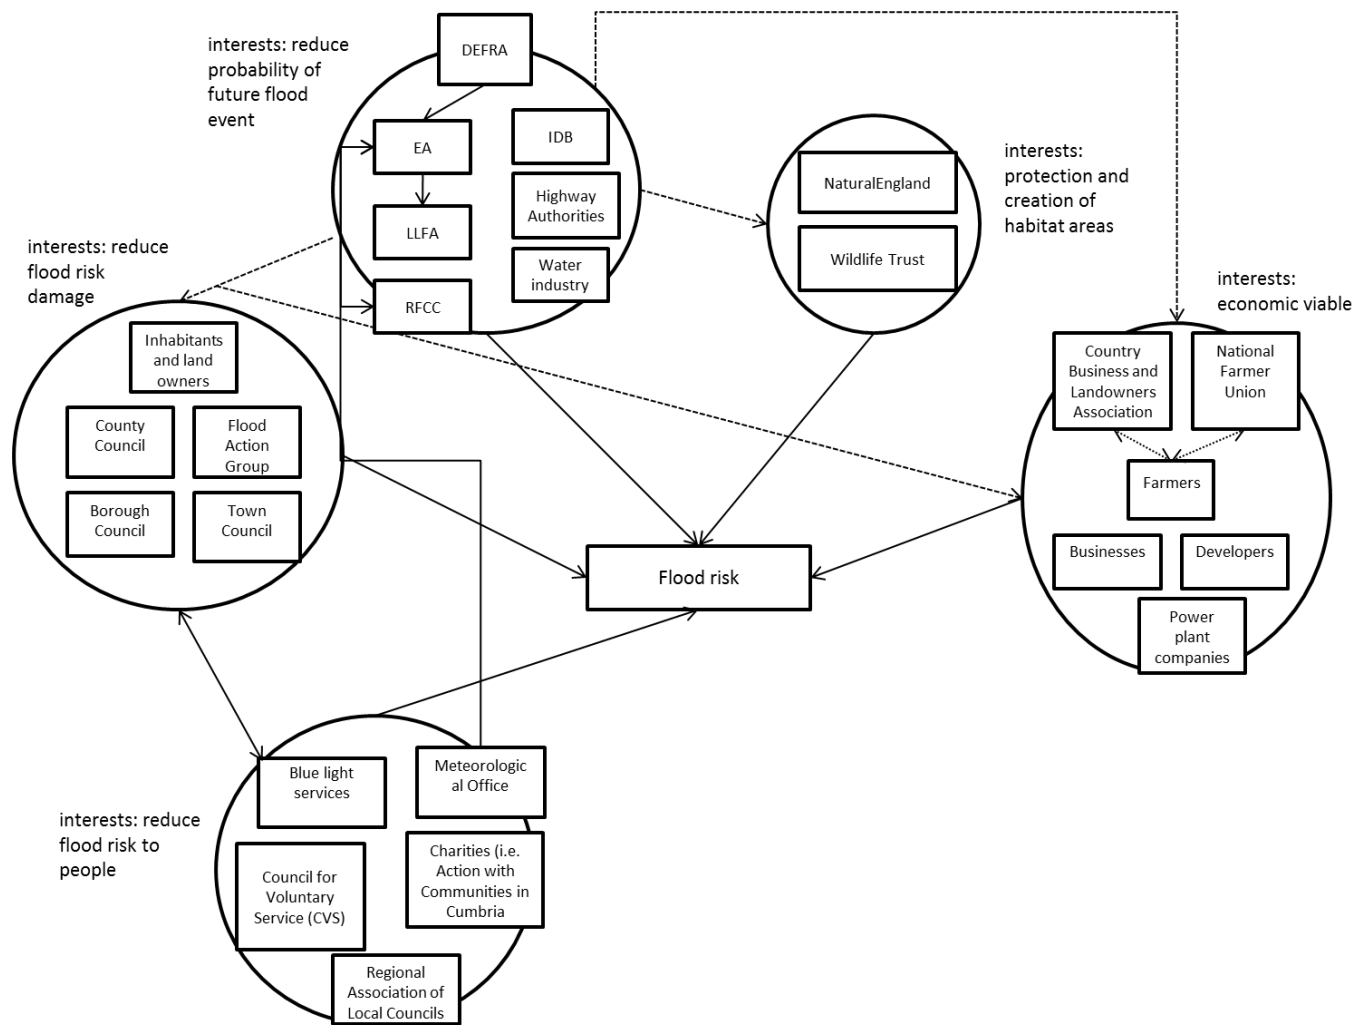 interests: reduce
probability of
future flood
event
DEFRA
EA
LLFA
RFCC
IDB
Highway
Authorities
Water
industry
NaturalEngland
Wildlife Trust
interests:
protection and
creation of
habitat areas
interests: reduce
flood risk
damage
Inhabitants
and land
owners
County
Council
Flood
Action
Group
Borough
Council
Town
Council
interests:
economic viable
Country
Business and
Landowners
Association
National
Farmer
Union
Farmers
Businesses
Developers
Power
plant
companies
Flood risk
interests: reduce
flood risk to
people
Blue light
services
Meteorologic
al Office
Council for
Voluntary
Service (CVS)
Charities (i.e.
Action with
Communities in
Cumbria
Regional
Association of
Local Councils